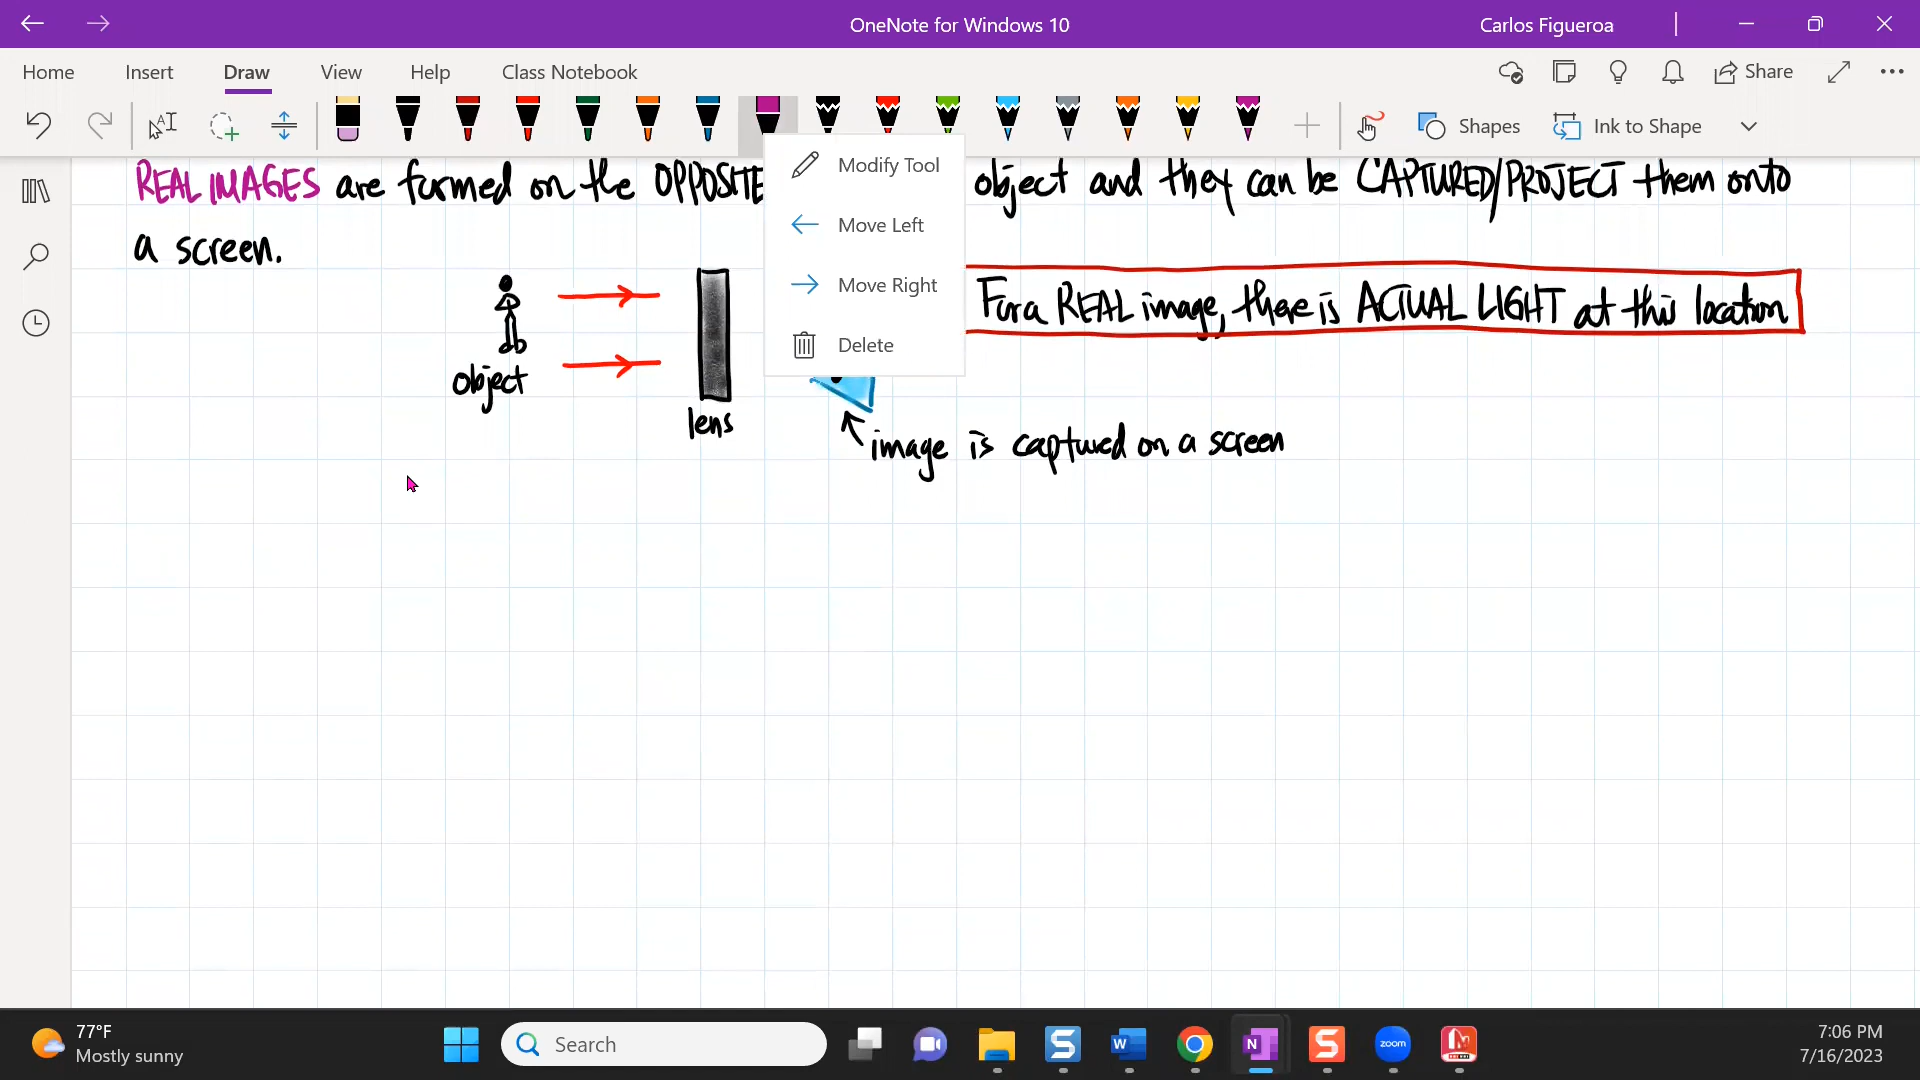 OneNote for Windows 10
Carlos Figueroa
Home Insert Draw View Help Class Notebook
Share
Shapes Ink to Shape
Modify Tool
Move Left
Move Right
Delete
REAL IMAGES are formed on the OPPOSITE object and they can be CAPTURED/PROJECT them onto
a screen.
For a REAL image, there is ACTUAL LIGHT at this location
object
lens
image is captured on a screen
77°F
Mostly sunny
Search
zoom
7:06 PM
7/16/2023